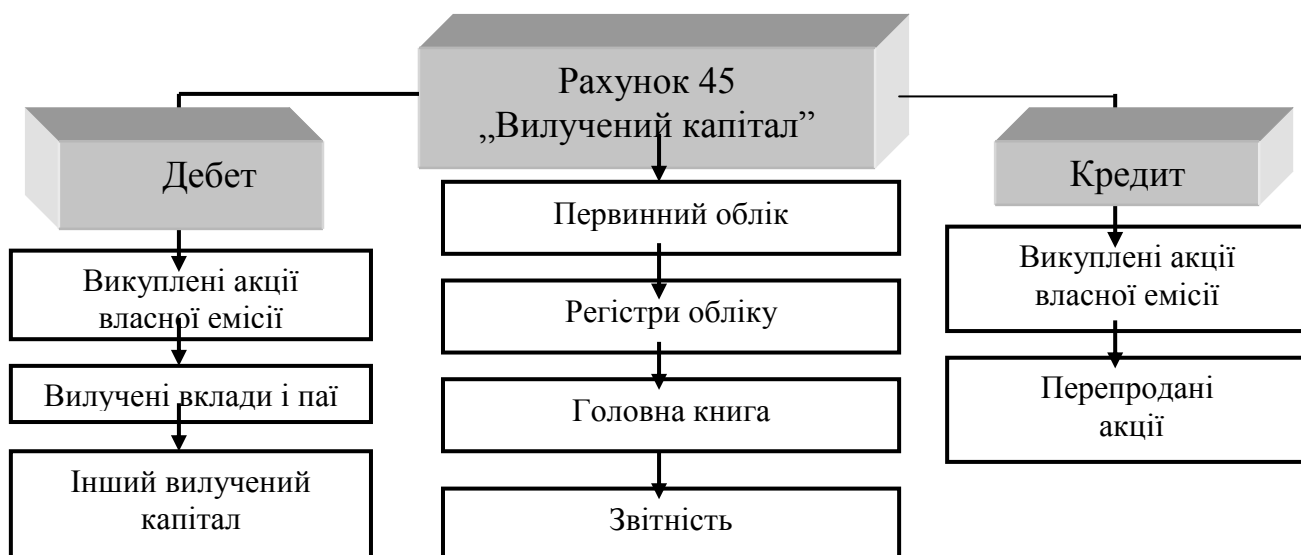 Рахунок 45
„Вилучений капітал”
Дебет
Викуплені акції
власної емісії
Вилучені вклади і паї
Інший вилучений
капітал
Первинний облік
Регістри обліку
Головна книга
Звітність
Кредит
Викуплені акції
власної емісії
Перепродані
акції